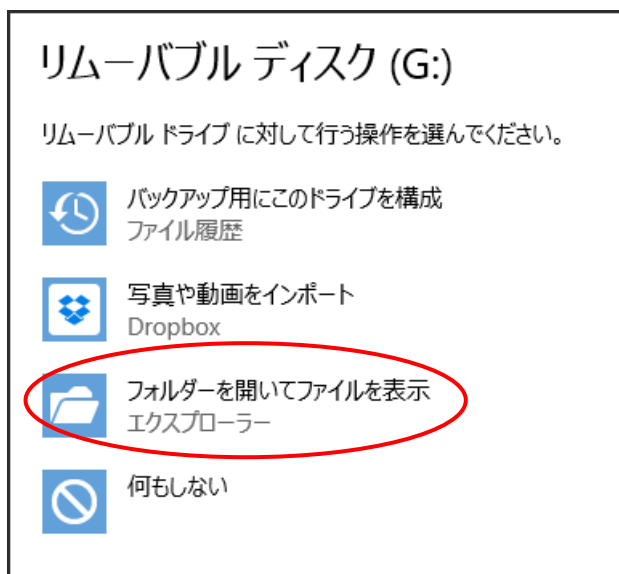 リムーバブル ディスク (G:)
リムーバブル ドライブ に対して行う操作を選んでください。
バックアップ用にこのドライブを構成
ファイル履歴
写真や動画をインポート
Dropbox
フォルダーを開いてファイルを表示
エクスプローラー
何もしない